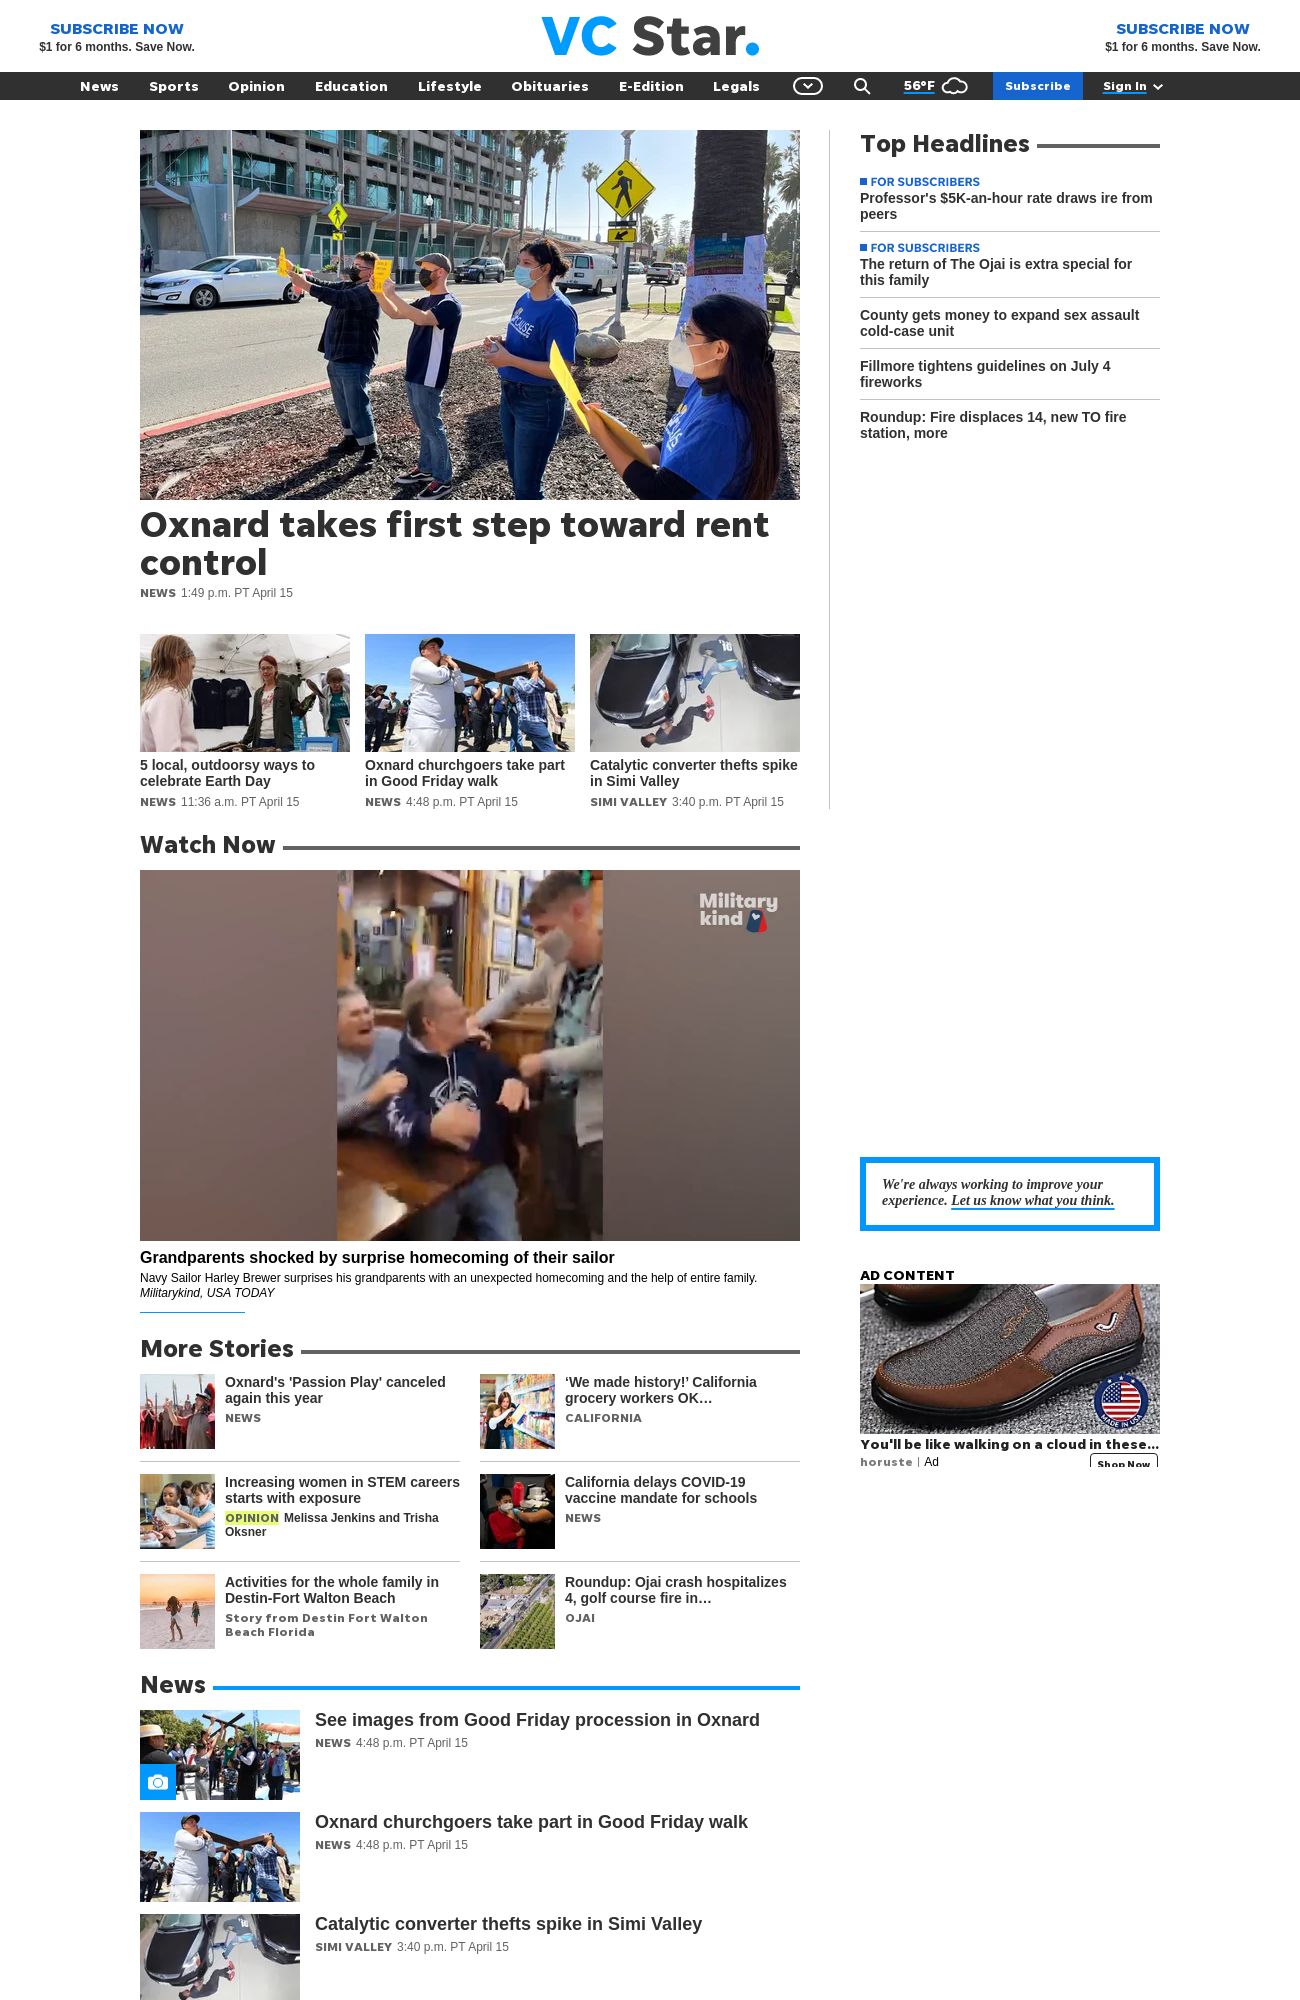 SUBSCRIBE NOW
$1 for 6 months. Save Now.
VC Star.
SUBSCRIBE NOW
$1 for 6 months. Save Now.
News Sports Opinion Education Lifestyle Obituaries E-Edition Legals 56°F Subscribe Sign In
Oxnard takes first step toward rent
control
NEWS 1:49 p.m. PT April 15
5 local, outdoorsy ways to
celebrate Earth Day
NEWS 11:36 a.m. PT April 15
Oxnard churchgoers take part
in Good Friday walk
NEWS 4:48 p.m. PT April 15
Catalytic converter thefts spike
in Simi Valley
SIMI VALLEY 3:40 p.m. PT April 15
Top Headlines
FOR SUBSCRIBERS
Professor's $5K-an-hour rate draws ire from
peers
FOR SUBSCRIBERS
The return of The Ojai is extra special for
this family
County gets money to expand sex assault
cold-case unit
Fillmore tightens guidelines on July 4
fireworks
Roundup: Fire displaces 14, new TO fire
station, more
Watch Now
Military
kind
Grandparents shocked by surprise homecoming of their sailor
Navy Sailor Harley Brewer surprises his grandparents with an unexpected homecoming and the help of entire family.
Militarykind, USA TODAY
We're always working to improve your
experience. Let us know what you think.
AD CONTENT
MADE IN USA
You'll be like walking on a cloud in these...
horuste | Ad
Shop Now
More Stories
Oxnard's 'Passion Play' canceled
again this year
NEWS
‘We made history!’ California
grocery workers OK…
CALIFORNIA
Increasing women in STEM careers
starts with exposure
OPINION Melissa Jenkins and Trisha
Oksner
California delays COVID-19
vaccine mandate for schools
NEWS
Activities for the whole family in
Destin-Fort Walton Beach
Story from Destin Fort Walton
Beach Florida
Roundup: Ojai crash hospitalizes
4, golf course fire in…
OJAI
News
See images from Good Friday procession in Oxnard
NEWS 4:48 p.m. PT April 15
Oxnard churchgoers take part in Good Friday walk
NEWS 4:48 p.m. PT April 15
Catalytic converter thefts spike in Simi Valley
SIMI VALLEY 3:40 p.m. PT April 15